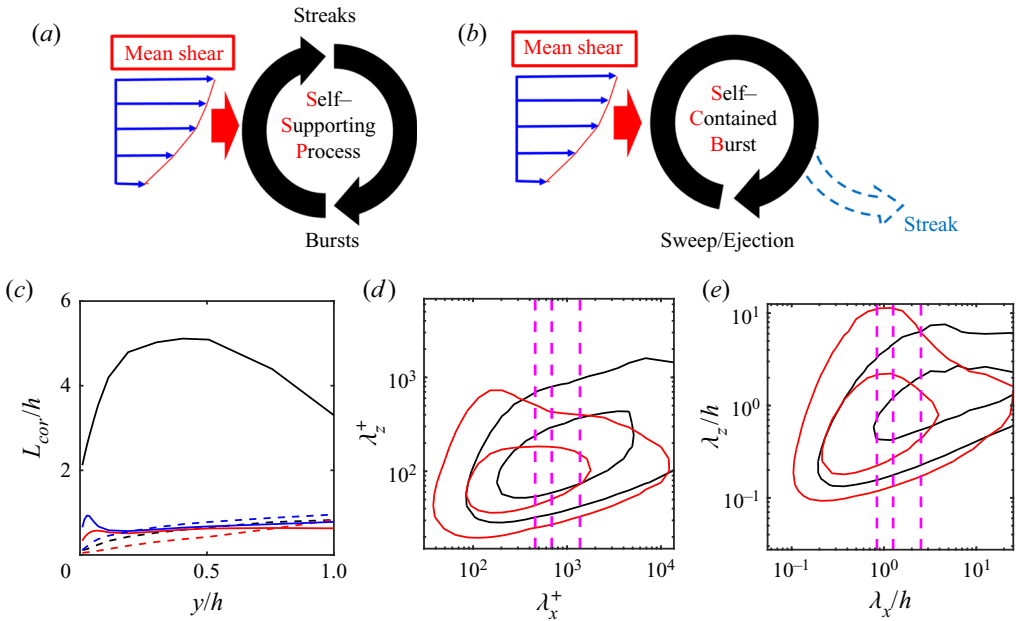 (a)
Mean shear
Streaks
Self–
Supporting
Process
Bursts
(b)
Mean shear
Self–
Contained
Burst
Sweep/Ejection
Streak
(c)
6
4
2
0
0.5
1.0
L_cor/h
y/h
(d)
10^3
10^2
λ_z^+
10^2
10^3
10^4
λ_x^+
(e)
10^1
10^0
10^−1
λ_z/h
10^−1
10^0
10^1
λ_x/h